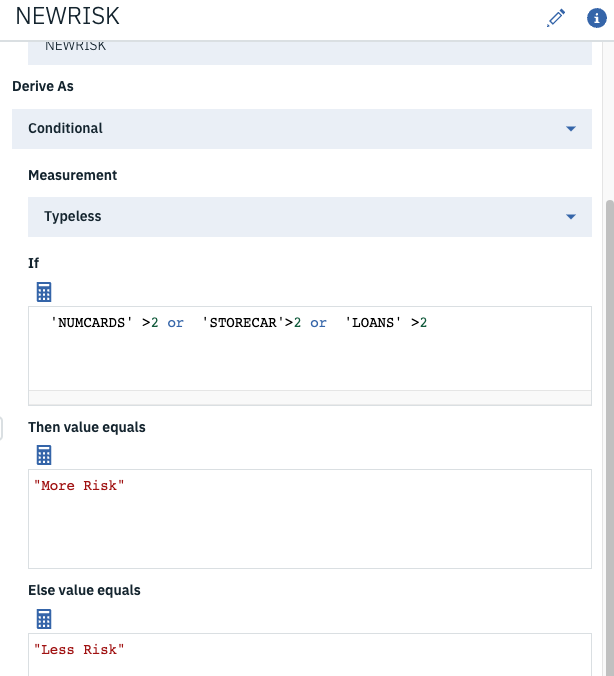 NEWRISK
NEWRISK
Derive As
Conditional
Measurement
Typeless
If
'NUMCARDS' >2 or 'STORECAR'>2 or 'LOANS' >2
Then value equals
"More Risk"
Else value equals
"Less Risk"